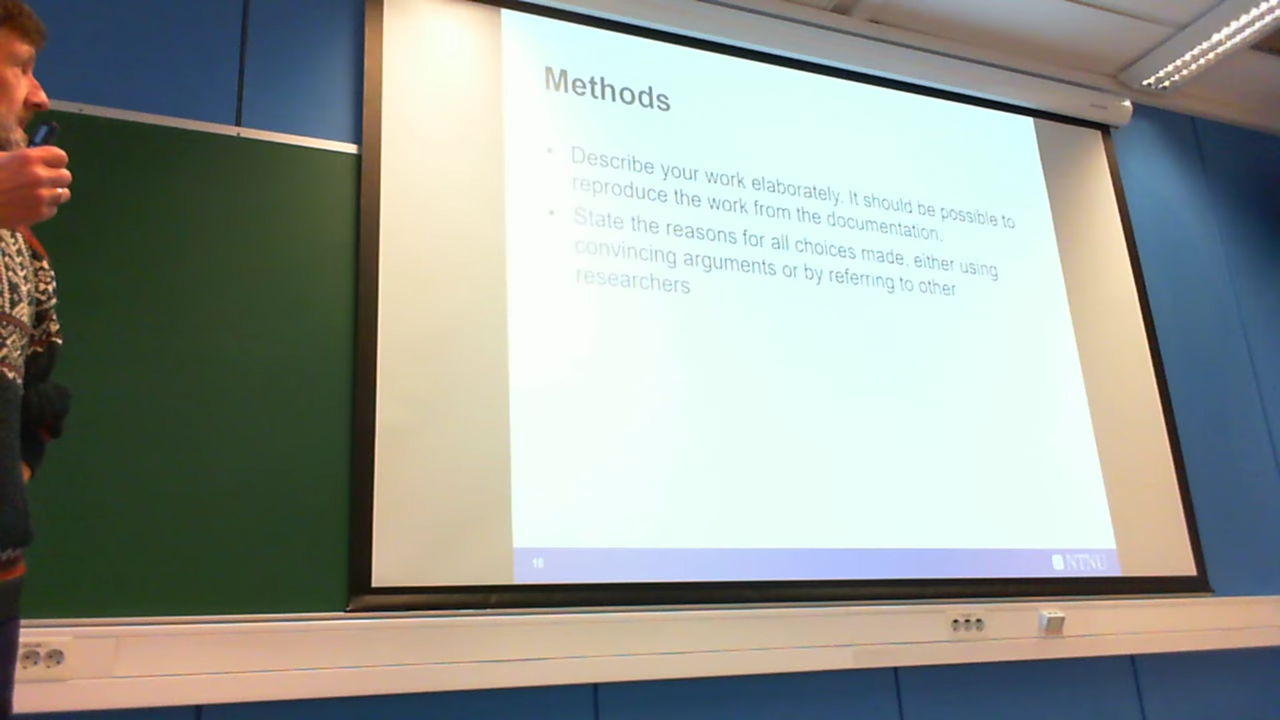 Methods
• Describe your work elaborately. It should be possible to
reproduce the work from the documentation.
• State the reasons for all choices made, either using
convincing arguments or by referring to other
researchers
NTNU